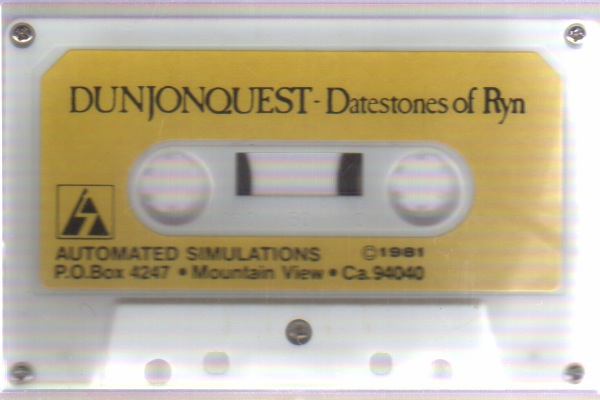 DUNJONQUEST - Datestones of Ryn
AUTOMATED SIMULATIONS ©1981
P.O.Box 4247 • Mountain View • Ca. 94040